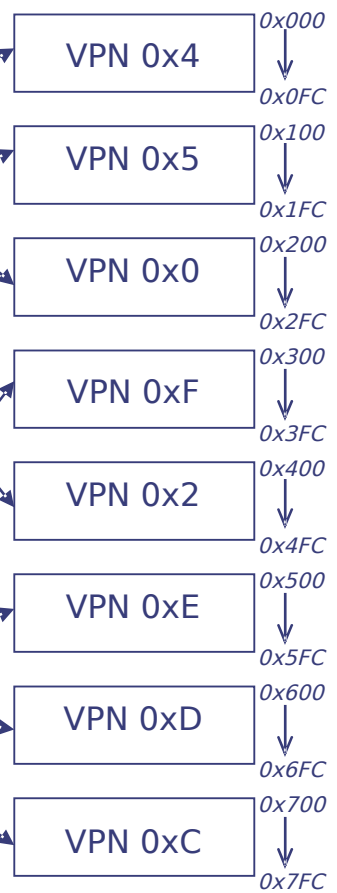 0x000
VPN 0x4
0x0FC
0x100
VPN 0x5
0x1FC
0x200
VPN 0x0
0x2FC
0x300
VPN 0xF
0x3FC
0x400
VPN 0x2
0x4FC
0x500
VPN 0xE
0x5FC
0x600
VPN 0xD
0x6FC
0x700
VPN 0xC
0x7FC